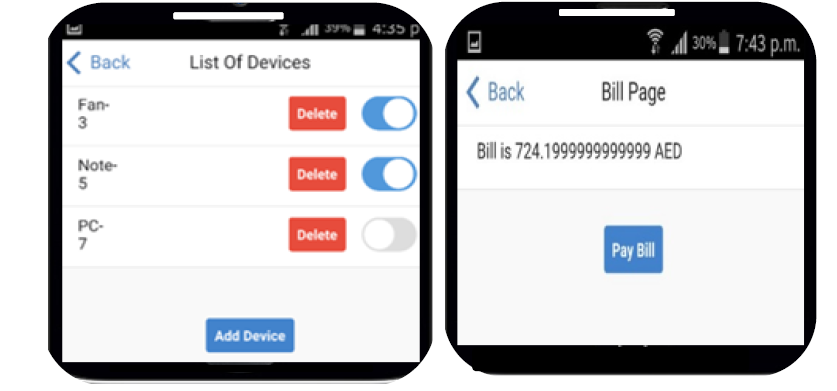 39% 4:35 p
Back List Of Devices
Fan-
3
Delete
Note-
5
Delete
PC-
7
Delete
Add Device
30% 7:43 p.m.
Back Bill Page
Bill is 724.1999999999999 AED
Pay Bill